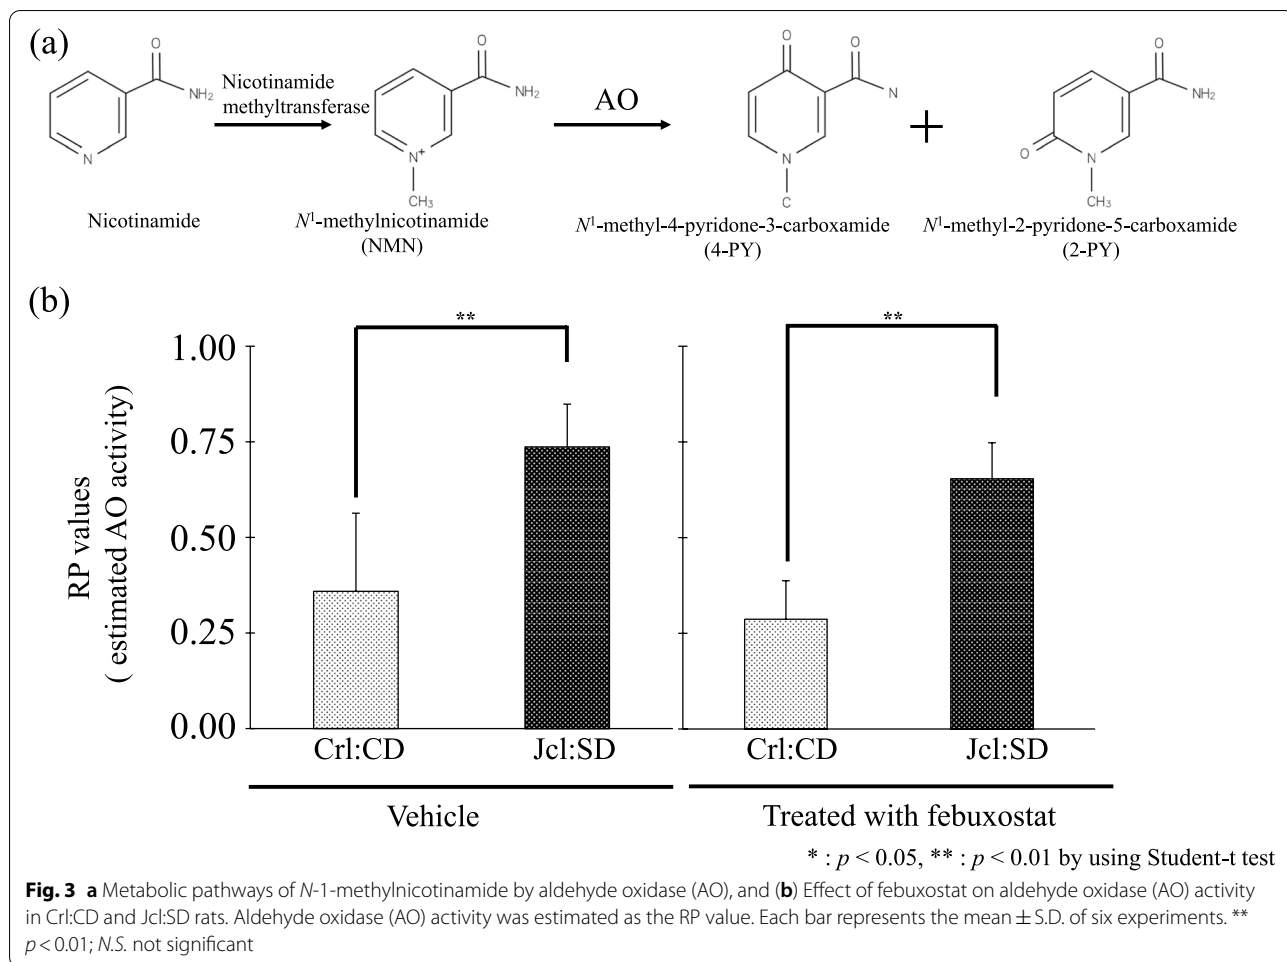 (a)
O
NH2
N
Nicotinamide
Nicotinamide
methyltransferase
O
NH2
N+
CH3
N1-methylnicotinamide
(NMN)
AO
O
O
N
N
C
N1-methyl-4-pyridone-3-carboxamide
(4-PY)
+
O
NH2
O
N
CH3
N1-methyl-2-pyridone-5-carboxamide
(2-PY)
(b)
RP values
( estimated AO activity)
1.00
0.75
0.50
0.25
0.00
**
**
Crl:CD
Jcl:SD
Crl:CD
Jcl:SD
Vehicle
Treated with febuxostat
* : p < 0.05, ** : p < 0.01 by using Student-t test
Fig. 3 a Metabolic pathways of N-1-methylnicotinamide by aldehyde oxidase (AO), and (b) Effect of febuxostat on aldehyde oxidase (AO) activity
in Crl:CD and Jcl:SD rats. Aldehyde oxidase (AO) activity was estimated as the RP value. Each bar represents the mean ± S.D. of six experiments. **
p < 0.01; N.S. not significant